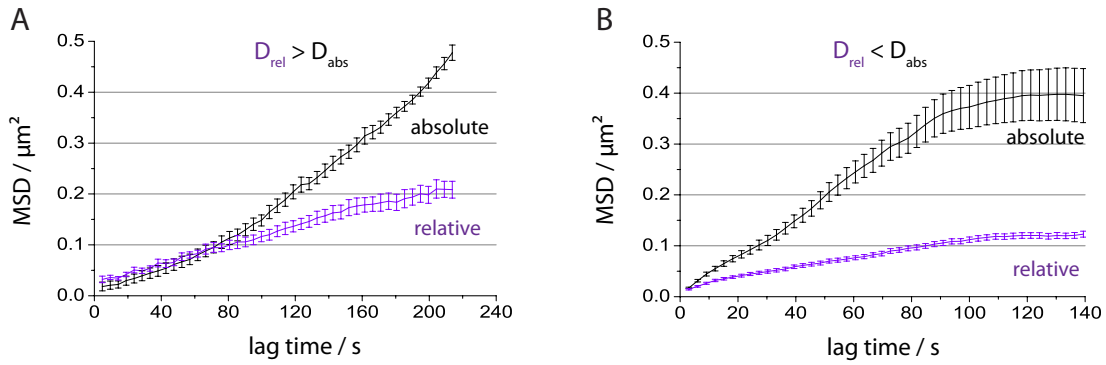 A
D_rel > D_abs
MSD / µm²
0.5
0.4
0.3
0.2
0.1
0.0
absolute
relative
0
40
80
120
160
200
240
lag time / s
B
D_rel < D_abs
MSD / µm²
0.5
0.4
0.3
0.2
0.1
0.0
absolute
relative
0
20
40
60
80
100
120
140
lag time / s